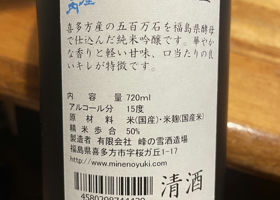 喜多方産の五百万石を福島県酵母
で仕込んだ純米吟醸です。華やか
な香りと軽い甘味、口当たりの良
いキレが特徴です。
内容量 720ml
アルコール分 15度
原料 米(国産)・米麹(国産米)
精米歩合 50%
製造者 有限会社 峰の雪酒造場
福島県喜多方市字桜ガ丘1-17
http://www.minenoyuki.com
清酒